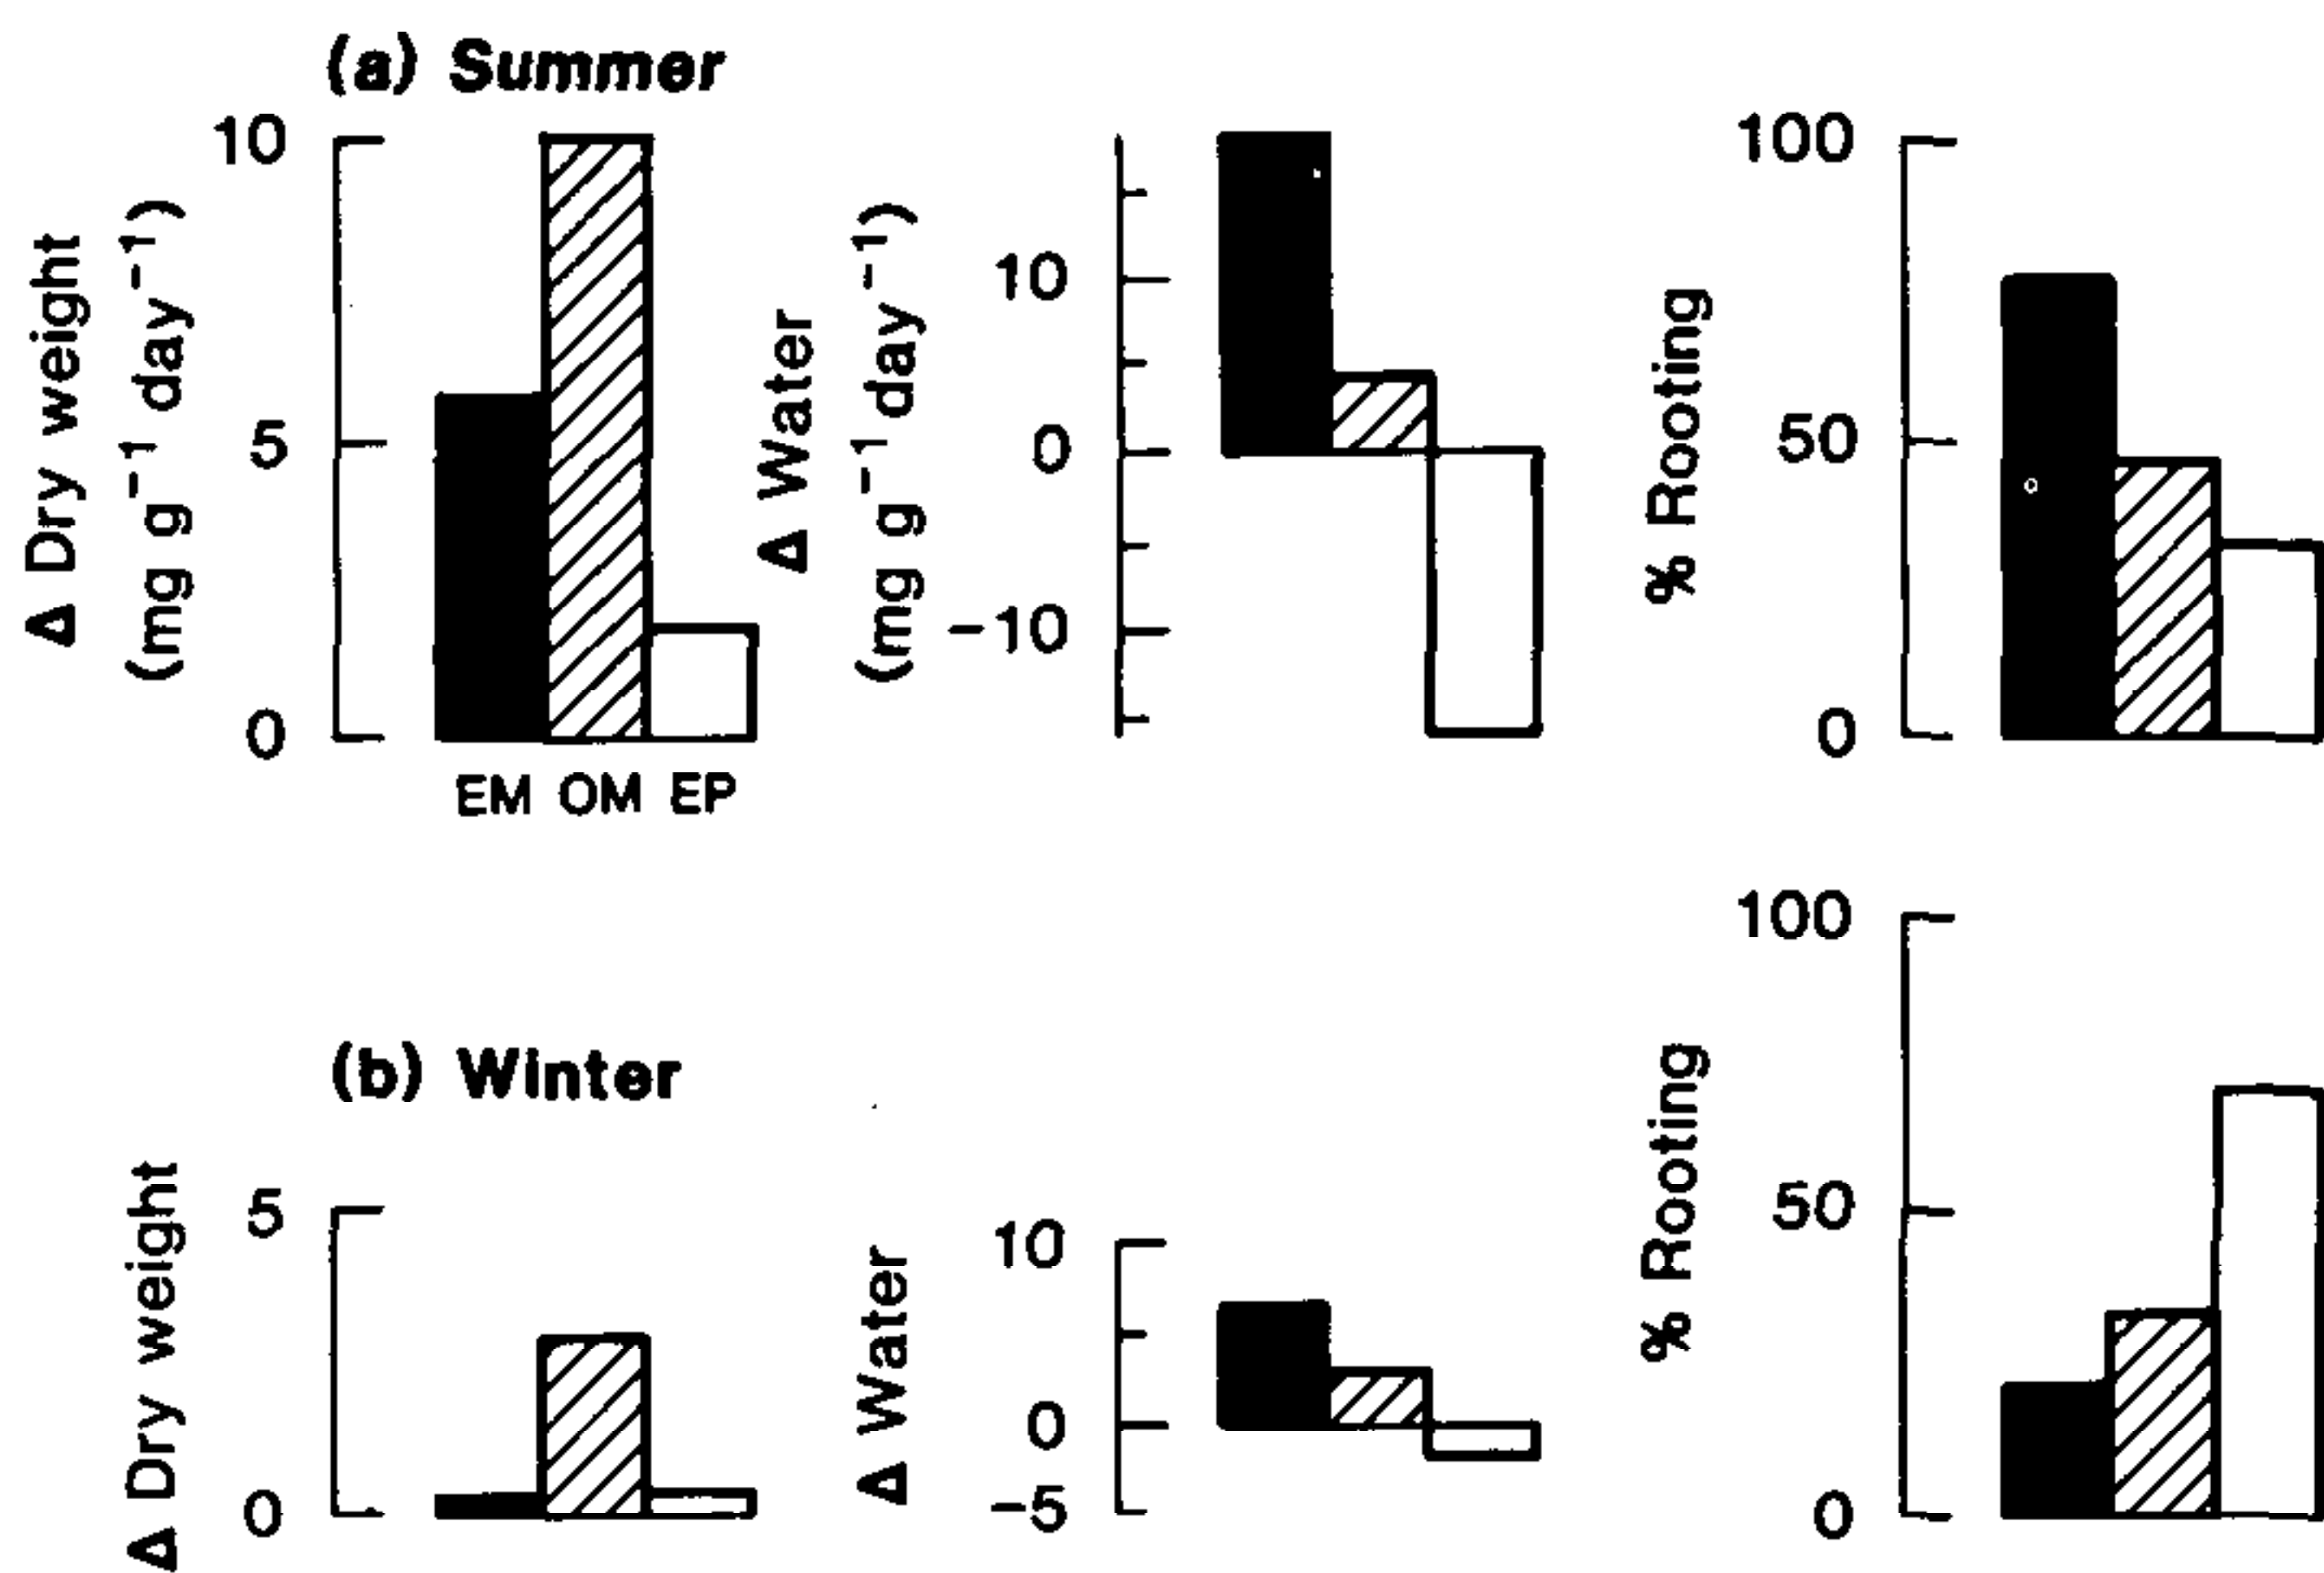 (a) Summer
Δ Dry weight
(mg g⁻¹ day⁻¹)
10
5
0
EM OM EP
Δ Water
(mg g⁻¹ day⁻¹)
10
0
−10
% Rooting
100
50
0
(b) Winter
Δ Dry weight
5
0
Δ Water
10
0
−5
% Rooting
100
50
0